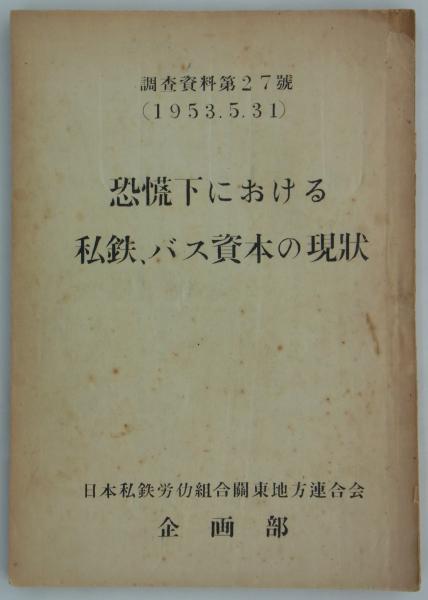 調査資料第27號
(1953.5.31)
恐慌下における
私鉄、バス資本の現狀
日本私鉄労仂組合關東地方連合会
企画部